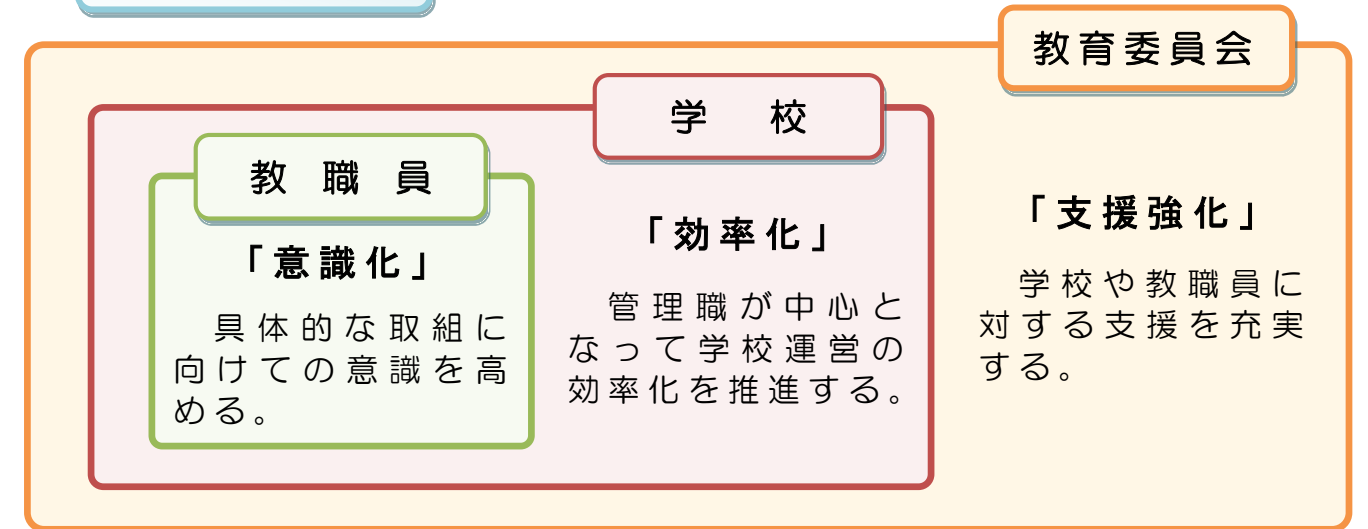 教育委員会
学　校
教　職　員
「意識化」
具体的な取組に
向けての意識を高
める。
「効率化」
管理職が中心と
なって学校運営の
効率化を推進する。
「支援強化」
学校や教職員に
対する支援を充実
する。